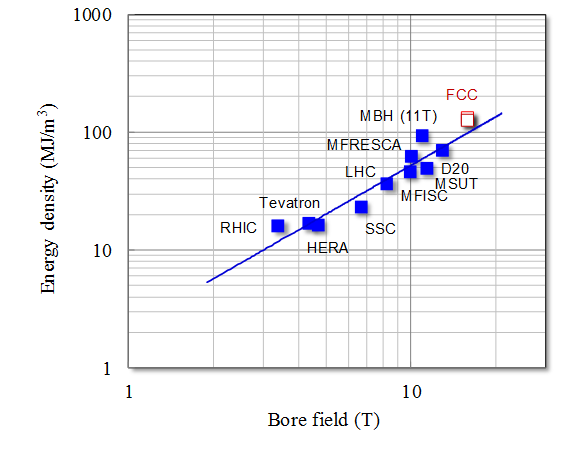 1000
FCC
MBH (11T)
100
MFRESCA
D20
LHC
MSUT
MFISC
Tevatron
RHIC
SSC
HERA
10
1
1
10
Energy density (MJ/m³)
Bore field (T)